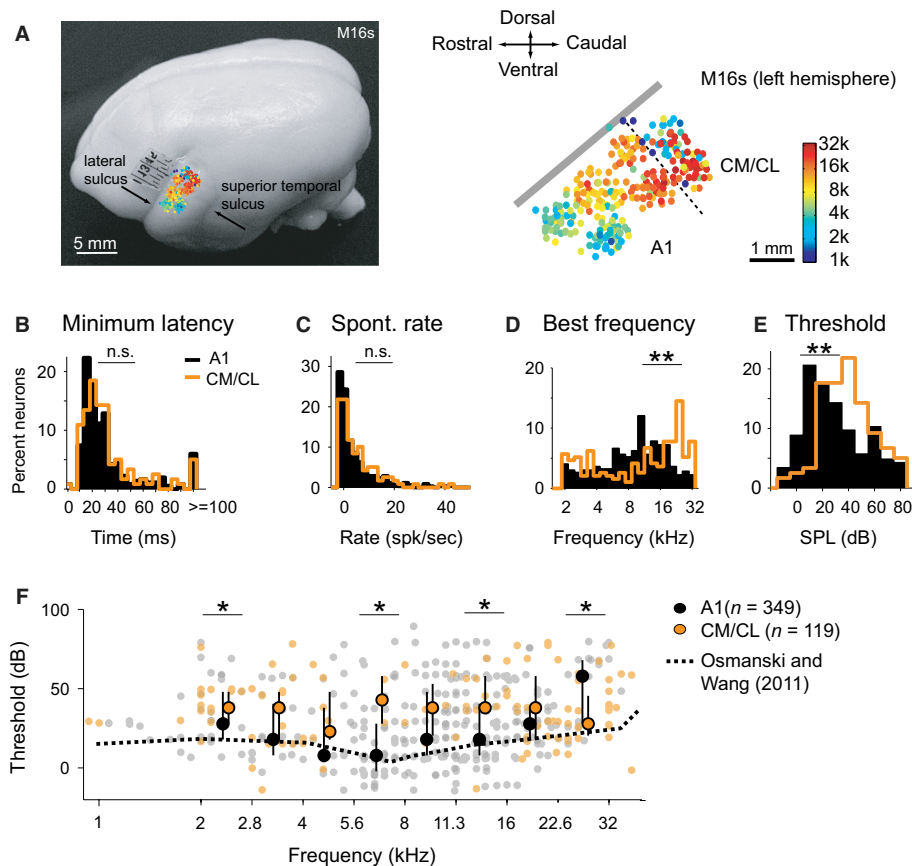 A
M16s
lateral
sulcus
superior temporal
sulcus
5 mm
Dorsal
Rostral
Caudal
Ventral
M16s (left hemisphere)
CM/CL
A1
1 mm
32k
16k
8k
4k
2k
1k
B
Minimum latency
n.s.
A1
CM/CL
Percent neurons
20
10
0
0 20 40 60 80 >=100
Time (ms)
C
Spont. rate
n.s.
30
20
10
0
0 20 40
Rate (spk/sec)
D
Best frequency
**
20
10
0
2 4 8 16 32
Frequency (kHz)
E
Threshold
**
20
10
0
0 20 40 60 80
SPL (dB)
F
* * * *
Threshold (dB)
100
50
0
1 2 2.8 4 5.6 8 11.3 16 22.6 32
Frequency (kHz)
A1(n = 349)
CM/CL (n = 119)
Osmanski and
Wang (2011)